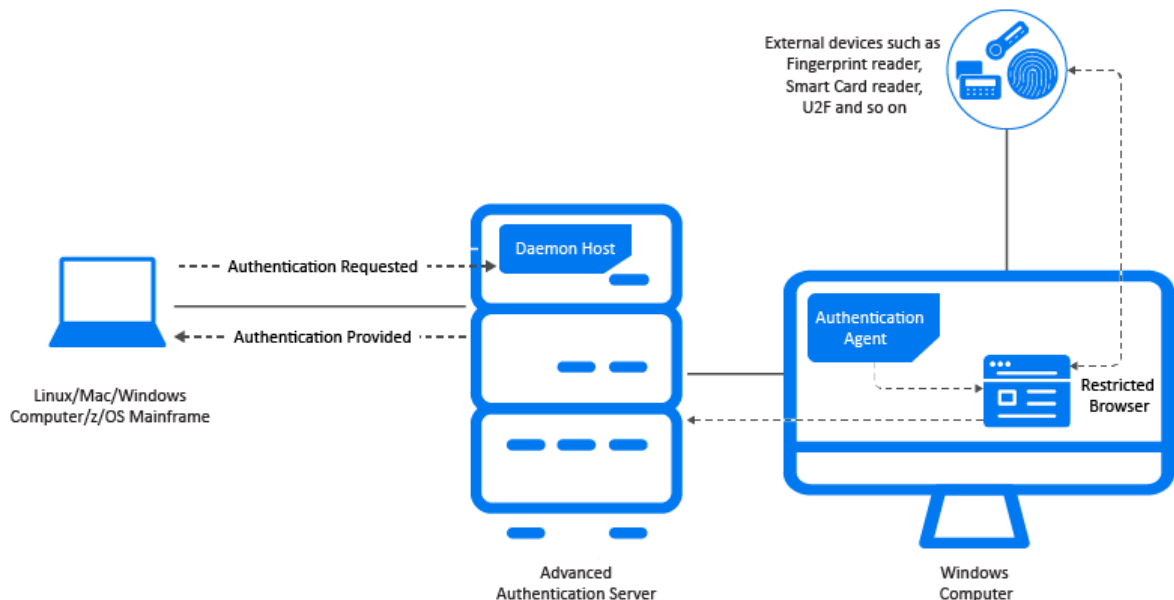 External devices such as
Fingerprint reader,
Smart Card reader,
U2F and so on
Daemon Host
Authentication Requested
Authentication Provided
Linux/Mac/Windows
Computer/z/OS Mainframe
Authentication
Agent
Restricted
Browser
Advanced
Authentication Server
Windows
Computer